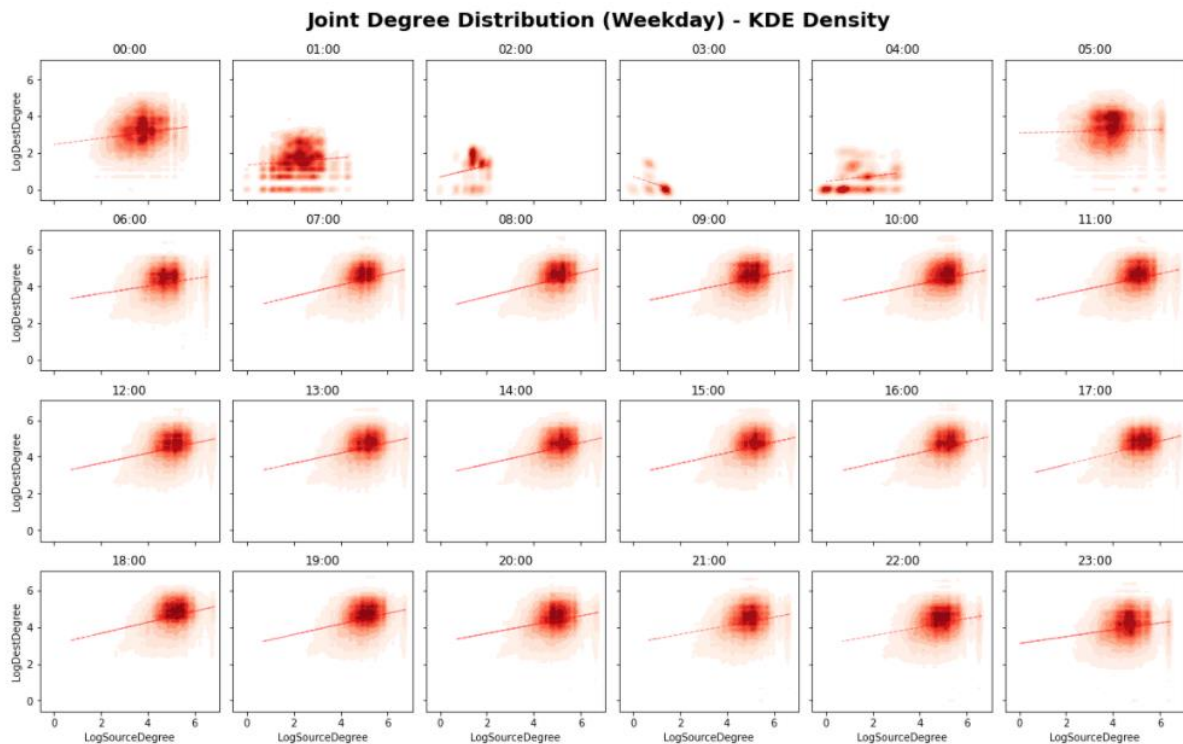 Joint Degree Distribution (Weekday) - KDE Density
00:00 01:00 02:00 03:00 04:00 05:00
LogDestDegree
6
4
2
0
06:00 07:00 08:00 09:00 10:00 11:00
LogDestDegree
6
4
2
0
12:00 13:00 14:00 15:00 16:00 17:00
LogDestDegree
6
4
2
0
18:00 19:00 20:00 21:00 22:00 23:00
LogDestDegree
6
4
2
0
0 2 4 6 0 2 4 6 0 2 4 6 0 2 4 6 0 2 4 6 0 2 4 6
LogSourceDegree LogSourceDegree LogSourceDegree LogSourceDegree LogSourceDegree LogSourceDegree